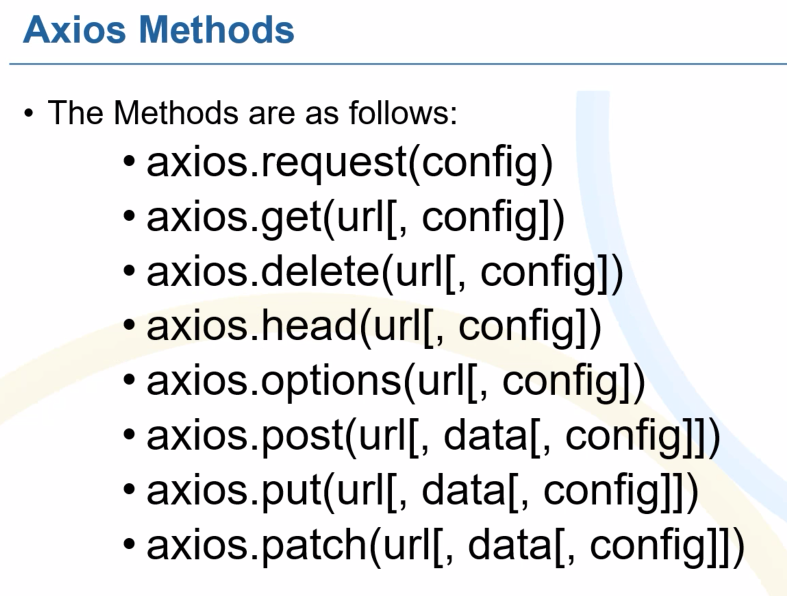 Axios Methods
• The Methods are as follows:
• axios.request(config)
• axios.get(url[, config])
• axios.delete(url[, config])
• axios.head(url[, config])
• axios.options(url[, config])
• axios.post(url[, data[, config]])
• axios.put(url[, data[, config]])
• axios.patch(url[, data[, config]])